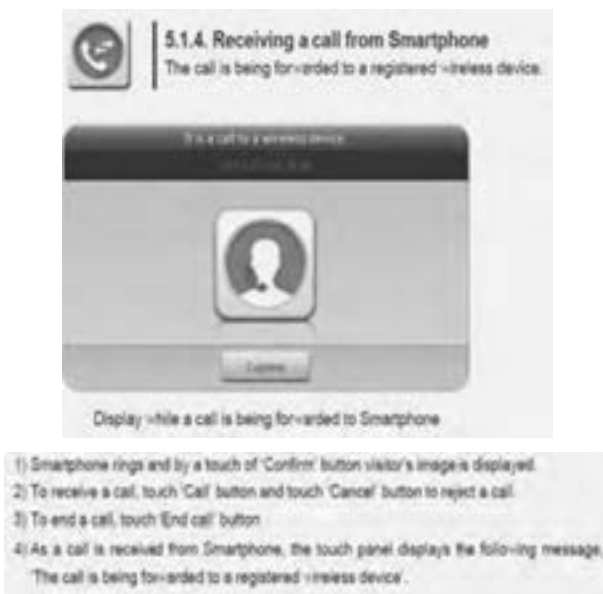 5.1.4. Receiving a call from Smartphone
The call is being forwarded to a registered wireless device.
It is a call to a wireless device
Display while a call is being forwarded to Smartphone
1) Smartphone rings and by a touch of 'Confirm' button visitor's image is displayed.
2) To receive a call, touch 'Call' button and touch 'Cancel' button to reject a call.
3) To end a call, touch 'End call' button
4) As a call is received from Smartphone, the touch panel displays the following message,
'The call is being forwarded to a registered wireless device'.